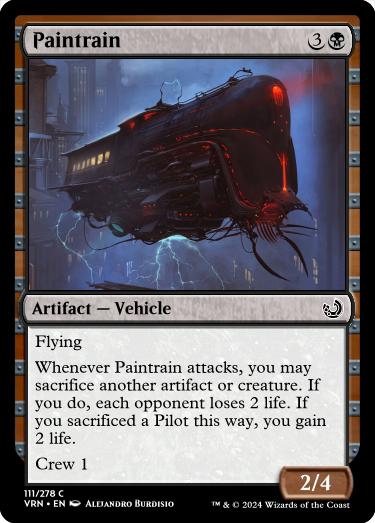 Paintrain 3
Artifact — Vehicle
Flying
Whenever Paintrain attacks, you may
sacrifice another artifact or creature. If
you do, each opponent loses 2 life. If
you sacrificed a Pilot this way, you gain
2 life.
Crew 1
2/4
111/278 C
VRN • EN Alejandro Burdisio
™ & © 2024 Wizards of the Coast